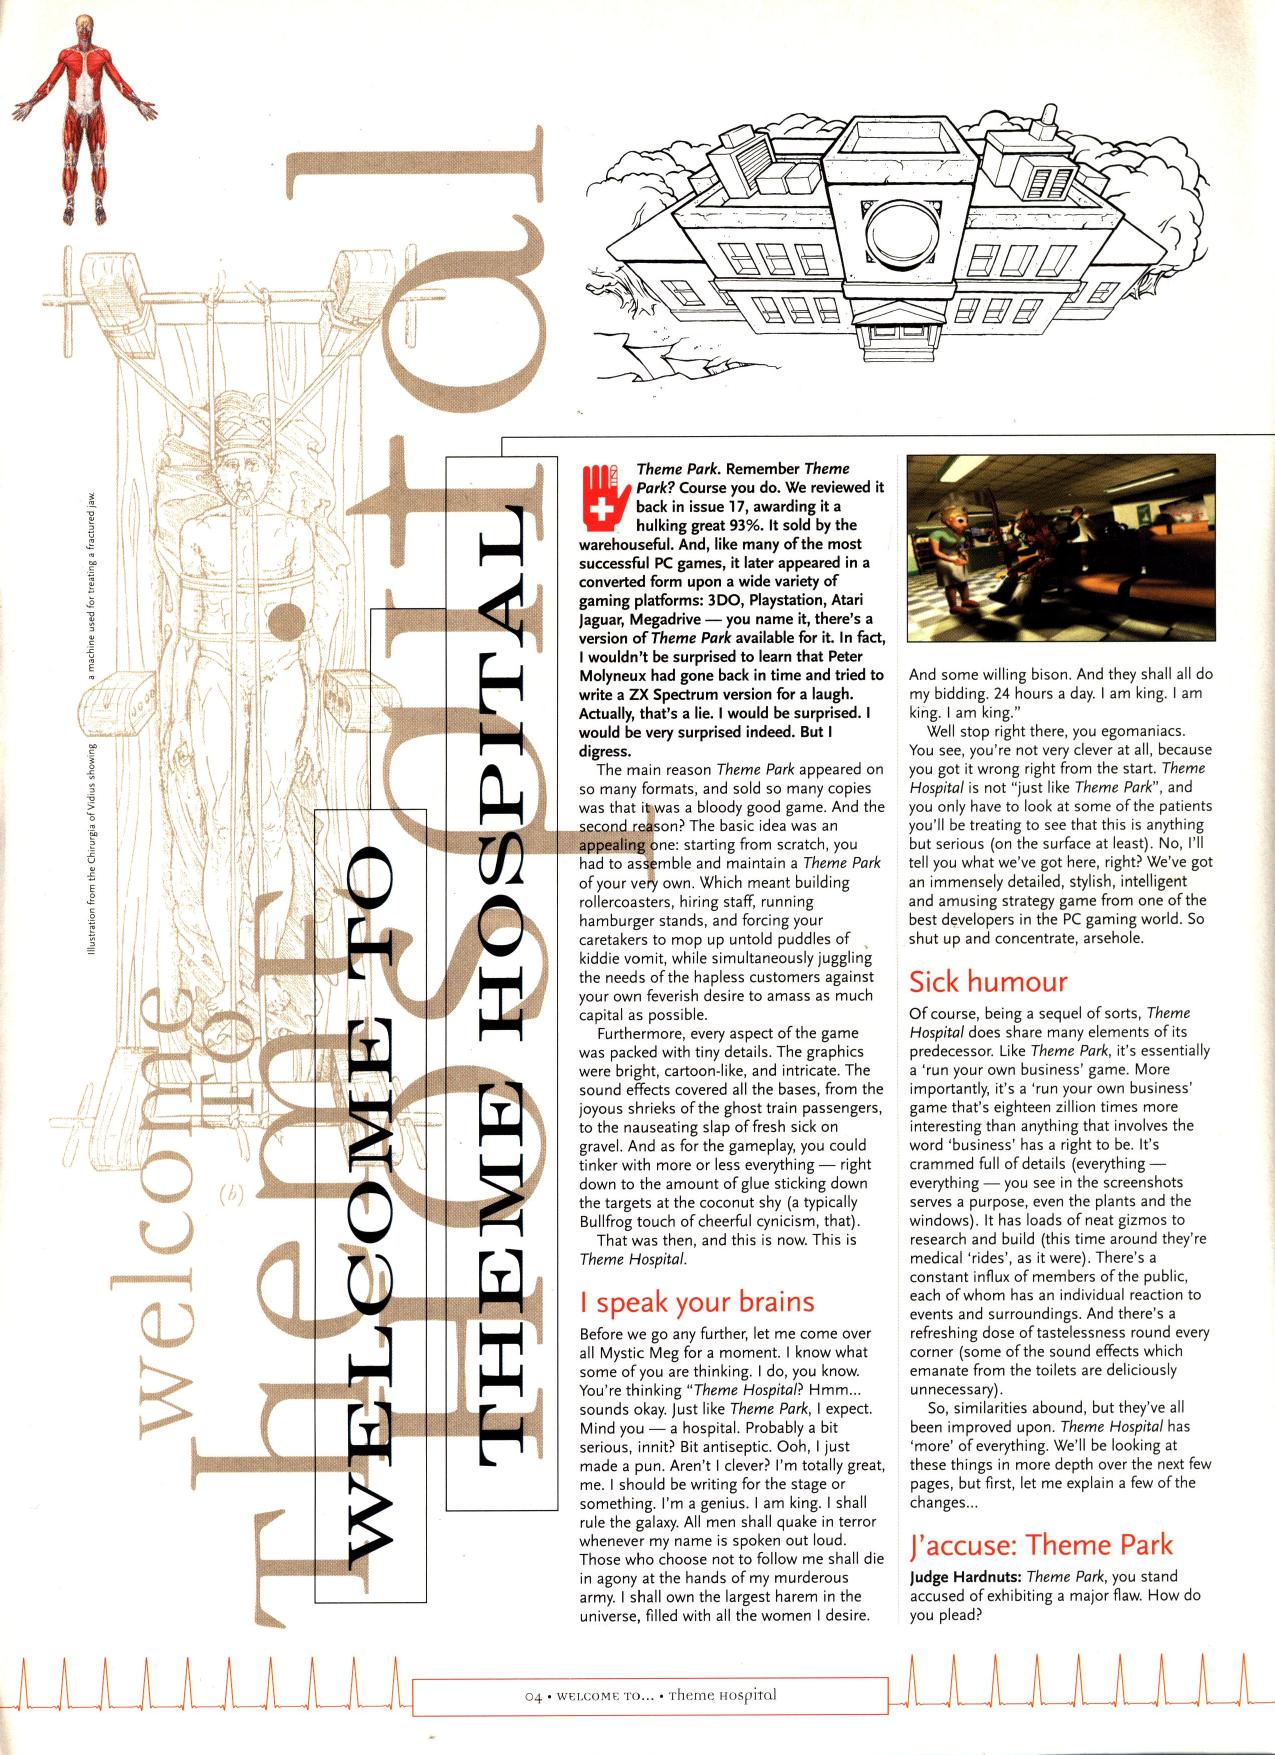 welcome
to
Theme
Hospital
WELCOME TO
THEME HOSPITAL
Illustration from the Chirurgia of Vidius showing a machine used for treating a fractured jaw.
(b)
Theme Park. Remember Theme
Park? Course you do. We reviewed it
back in issue 17, awarding it a
hulking great 93%. It sold by the
warehouseful. And, like many of the most
successful PC games, it later appeared in a
converted form upon a wide variety of
gaming platforms: 3DO, Playstation, Atari
Jaguar, Megadrive — you name it, there's a
version of Theme Park available for it. In fact,
I wouldn't be surprised to learn that Peter
Molyneux had gone back in time and tried to
write a ZX Spectrum version for a laugh.
Actually, that's a lie. I would be surprised. I
would be very surprised indeed. But I
digress.
The main reason Theme Park appeared on
so many formats, and sold so many copies
was that it was a bloody good game. And the
second reason? The basic idea was an
appealing one: starting from scratch, you
had to assemble and maintain a Theme Park
of your very own. Which meant building
rollercoasters, hiring staff, running
hamburger stands, and forcing your
caretakers to mop up untold puddles of
kiddie vomit, while simultaneously juggling
the needs of the hapless customers against
your own feverish desire to amass as much
capital as possible.
Furthermore, every aspect of the game
was packed with tiny details. The graphics
were bright, cartoon-like, and intricate. The
sound effects covered all the bases, from the
joyous shrieks of the ghost train passengers,
to the nauseating slap of fresh sick on
gravel. And as for the gameplay, you could
tinker with more or less everything — right
down to the amount of glue sticking down
the targets at the coconut shy (a typically
Bullfrog touch of cheerful cynicism, that).
That was then, and this is now. This is
Theme Hospital.
I speak your brains
Before we go any further, let me come over
all Mystic Meg for a moment. I know what
some of you are thinking. I do, you know.
You're thinking "Theme Hospital? Hmm...
sounds okay. Just like Theme Park, I expect.
Mind you — a hospital. Probably a bit
serious, innit? Bit antiseptic. Ooh, I just
made a pun. Aren't I clever? I'm totally great,
me. I should be writing for the stage or
something. I'm a genius. I am king. I shall
rule the galaxy. All men shall quake in terror
whenever my name is spoken out loud.
Those who choose not to follow me shall die
in agony at the hands of my murderous
army. I shall own the largest harem in the
universe, filled with all the women I desire.
And some willing bison. And they shall all do
my bidding. 24 hours a day. I am king. I am
king. I am king."
Well stop right there, you egomaniacs.
You see, you're not very clever at all, because
you got it wrong right from the start. Theme
Hospital is not "just like Theme Park", and
you only have to look at some of the patients
you'll be treating to see that this is anything
but serious (on the surface at least). No, I'll
tell you what we've got here, right? We've got
an immensely detailed, stylish, intelligent
and amusing strategy game from one of the
best developers in the PC gaming world. So
shut up and concentrate, arsehole.
Sick humour
Of course, being a sequel of sorts, Theme
Hospital does share many elements of its
predecessor. Like Theme Park, it's essentially
a 'run your own business' game. More
importantly, it's a 'run your own business'
game that's eighteen zillion times more
interesting than anything that involves the
word 'business' has a right to be. It's
crammed full of details (everything —
everything — you see in the screenshots
serves a purpose, even the plants and the
windows). It has loads of neat gizmos to
research and build (this time around they're
medical 'rides', as it were). There's a
constant influx of members of the public,
each of whom has an individual reaction to
events and surroundings. And there's a
refreshing dose of tastelessness round every
corner (some of the sound effects which
emanate from the toilets are deliciously
unnecessary).
So, similarities abound, but they've all
been improved upon. Theme Hospital has
'more' of everything. We'll be looking at
these things in more depth over the next few
pages, but first, let me explain a few of the
changes...
J'accuse: Theme Park
Judge Hardnuts: Theme Park, you stand
accused of exhibiting a major flaw. How do
you plead?
04 • WELCOME TO... • Theme Hospital